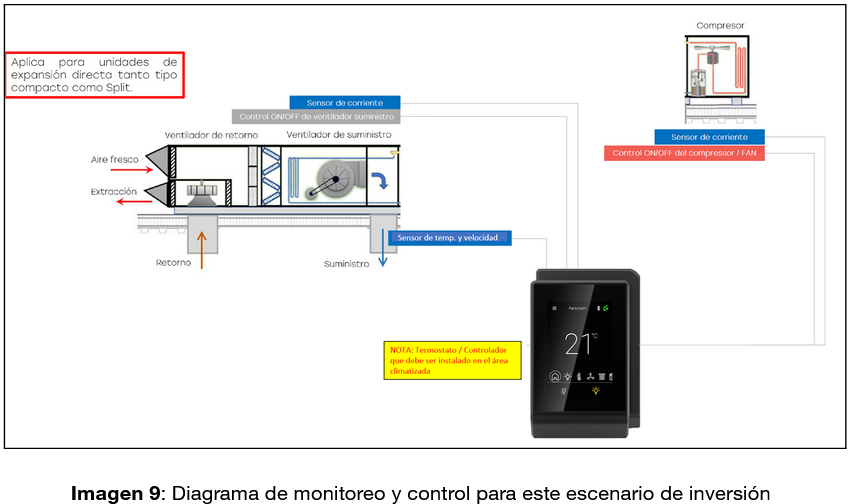 Compresor
Aplica para unidades de
expansión directa tanto tipo
compacto como Split.
Sensor de corriente
Control ON/OFF de ventilador suministro
Ventilador de retorno
Ventilador de suministro
Sensor de corriente
Control ON/OFF del compresor / FAN
Aire fresco
Extracción
Sensor de temp. y velocidad
Retorno
Suministro
21°C
NOTA: Termostato / Controlador
que debe ser instalado en el área
climatizada
Imagen 9: Diagrama de monitoreo y control para este escenario de inversión